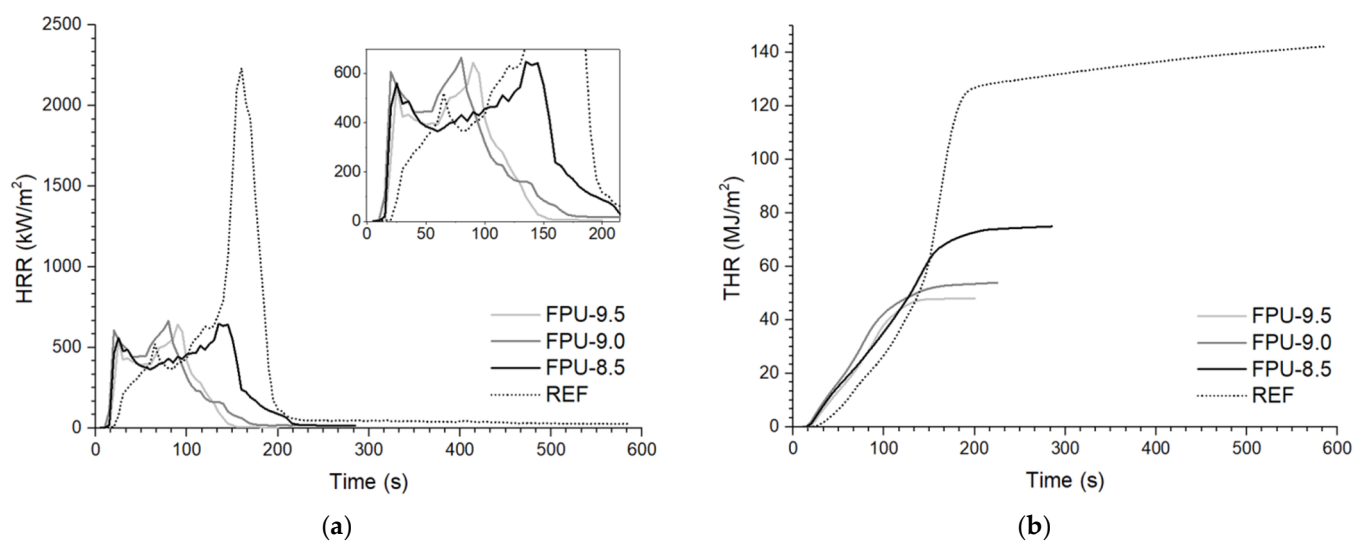 2500
2000
1500
1000
500
0
HRR (kW/m²)
0 100 200 300 400 500 600
Time (s)
600
400
200
0
0 50 100 150 200
FPU-9.5
FPU-9.0
FPU-8.5
REF
(a)
140
120
100
80
60
40
20
0
THR (MJ/m²)
0 100 200 300 400 500 600
Time (s)
FPU-9.5
FPU-9.0
FPU-8.5
REF
(b)